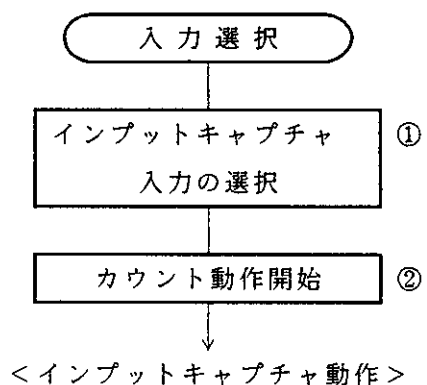 入力選択
インプットキャプチャ ①
入力の選択
カウント動作開始 ②
<インプットキャプチャ動作>